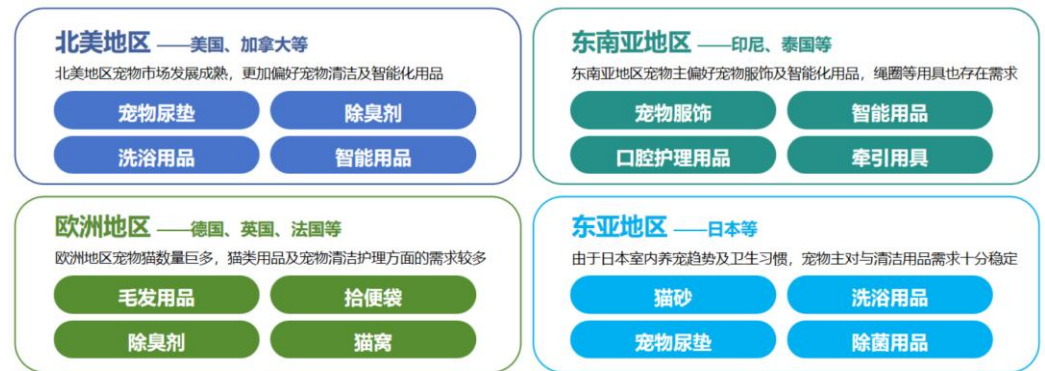 北美地区 ——美国、加拿大等
北美地区宠物市场发展成熟，更加偏好宠物清洁及智能化用品
宠物尿垫
除臭剂
洗浴用品
智能用品
东南亚地区 ——印尼、泰国等
东南亚地区宠物主偏好宠物服饰及智能化用品，绳圈等用具也存在需求
宠物服饰
智能用品
口腔护理用品
牵引用具
欧洲地区 ——德国、英国、法国等
欧洲地区宠物猫数量巨多，猫类用品及宠物清洁护理方面的需求较多
毛发用品
拾便袋
除臭剂
猫窝
东亚地区 ——日本等
由于日本室内养宠趋势及卫生习惯，宠物主对与清洁用品需求十分稳定
猫砂
洗浴用品
宠物尿垫
除菌用品